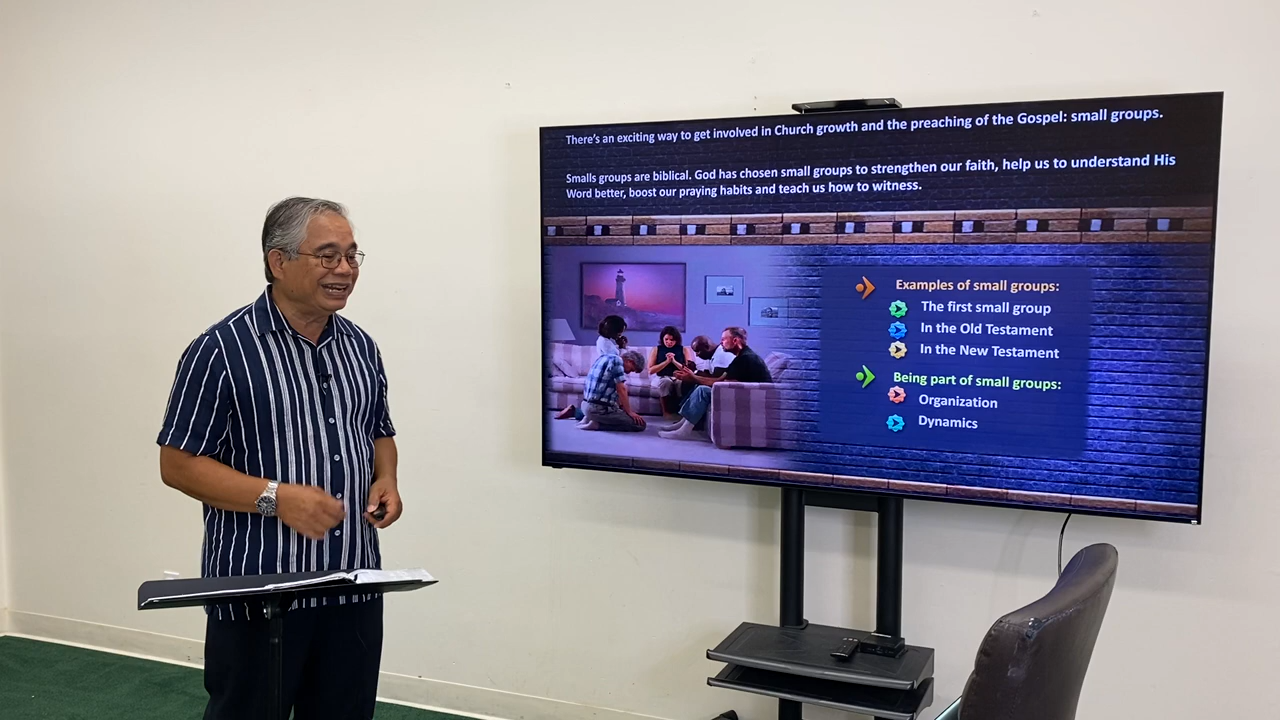 There's an exciting way to get involved in Church growth and the preaching of the Gospel: small groups.
Smalls groups are biblical. God has chosen small groups to strengthen our faith, help us to understand His
Word better, boost our praying habits and teach us how to witness.
Examples of small groups:
The first small group
In the Old Testament
In the New Testament
Being part of small groups:
Organization
Dynamics